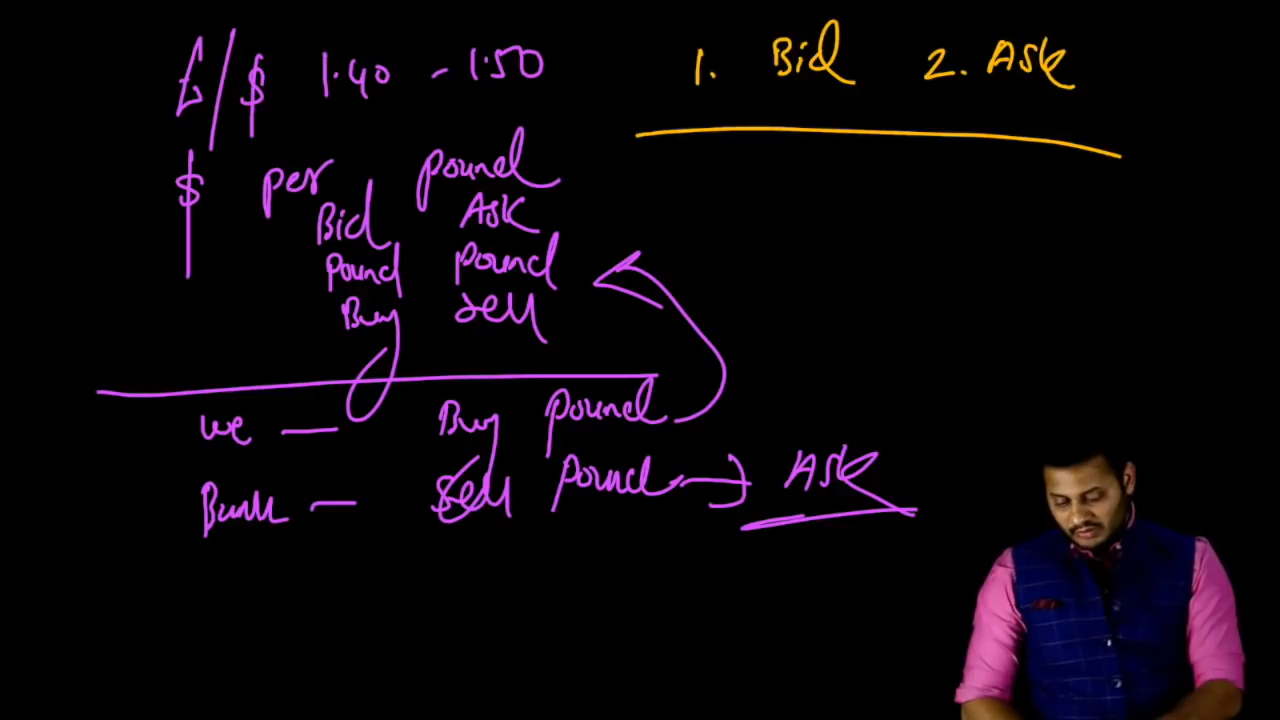 £/$ 1.40 - 1.50
1. Bid 2. Ask
$ per pound
Bid Ask
Pound pound
Buy sell
we — Buy pound
Bank — sell pound → Ask